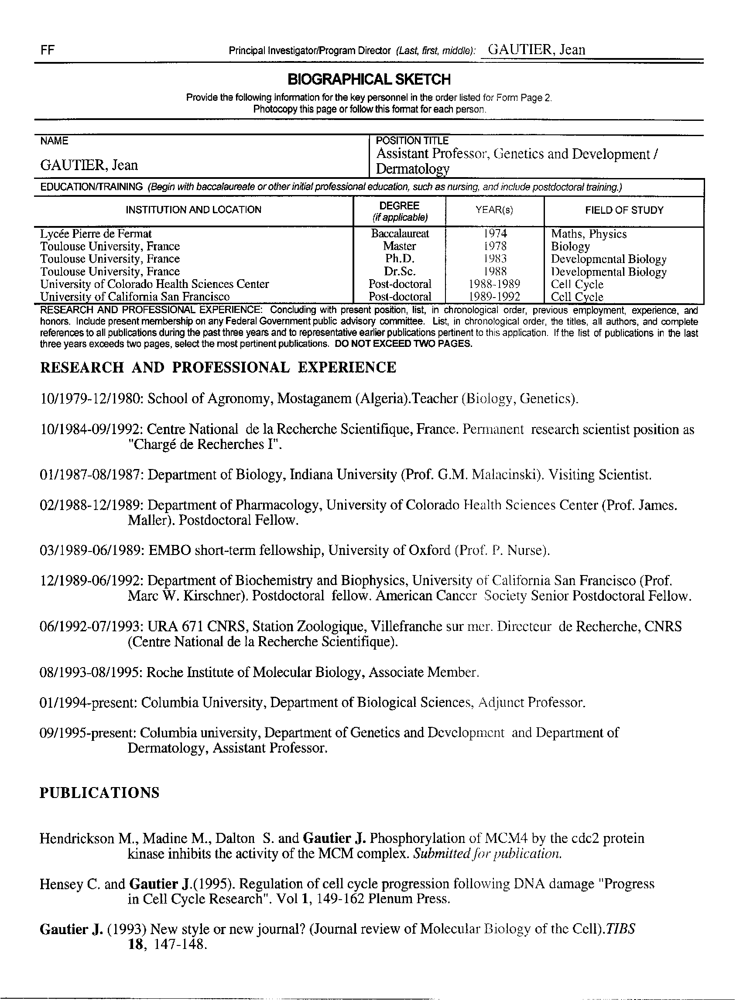 FF
Principal Investigator/Program Director (Last, first, middle): GAUTIER, Jean
BIOGRAPHICAL SKETCH
Provide the following information for the key personnel in the order listed for Form Page 2.
Photocopy this page or follow this format for each person.
NAME
GAUTIER, Jean
POSITION TITLE
Assistant Professor, Genetics and Development /
Dermatology
EDUCATION/TRAINING (Begin with baccalaureate or other initial professional education, such as nursing, and include postdoctoral training.)
INSTITUTION AND LOCATION DEGREE (if applicable) YEAR(s) FIELD OF STUDY
Lycée Pierre de Fermat Baccalaureat 1974 Maths, Physics
Toulouse University, France Master 1978 Biology
Toulouse University, France Ph.D. 1983 Developmental Biology
Toulouse University, France Dr.Sc. 1988 Developmental Biology
University of Colorado Health Sciences Center Post-doctoral 1988-1989 Cell Cycle
University of California San Francisco Post-doctoral 1989-1992 Cell Cycle
RESEARCH AND PROFESSIONAL EXPERIENCE: Concluding with present position, list, in chronological order, previous employment, experience, and
honors. Include present membership on any Federal Government public advisory committee. List, in chronological order, the titles, all authors, and complete
references to all publications during the past three years and to representative earlier publications pertinent to this application. If the list of publications in the last
three years exceeds two pages, select the most pertinent publications. DO NOT EXCEED TWO PAGES.
RESEARCH AND PROFESSIONAL EXPERIENCE
10/1979-12/1980: School of Agronomy, Mostaganem (Algeria).Teacher (Biology, Genetics).
10/1984-09/1992: Centre National de la Recherche Scientifique, France. Permanent research scientist position as
"Chargé de Recherches I".
01/1987-08/1987: Department of Biology, Indiana University (Prof. G.M. Malacinski). Visiting Scientist.
02/1988-12/1989: Department of Pharmacology, University of Colorado Health Sciences Center (Prof. James.
Maller). Postdoctoral Fellow.
03/1989-06/1989: EMBO short-term fellowship, University of Oxford (Prof. P. Nurse).
12/1989-06/1992: Department of Biochemistry and Biophysics, University of California San Francisco (Prof.
Marc W. Kirschner). Postdoctoral fellow. American Cancer Society Senior Postdoctoral Fellow.
06/1992-07/1993: URA 671 CNRS, Station Zoologique, Villefranche sur mer. Directeur de Recherche, CNRS
(Centre National de la Recherche Scientifique).
08/1993-08/1995: Roche Institute of Molecular Biology, Associate Member.
01/1994-present: Columbia University, Department of Biological Sciences, Adjunct Professor.
09/1995-present: Columbia university, Department of Genetics and Development and Department of
Dermatology, Assistant Professor.
PUBLICATIONS
Hendrickson M., Madine M., Dalton S. and Gautier J. Phosphorylation of MCM4 by the cdc2 protein
kinase inhibits the activity of the MCM complex. Submitted for publication.
Hensey C. and Gautier J.(1995). Regulation of cell cycle progression following DNA damage "Progress
in Cell Cycle Research". Vol 1, 149-162 Plenum Press.
Gautier J. (1993) New style or new journal? (Journal review of Molecular Biology of the Cell).TIBS
18, 147-148.